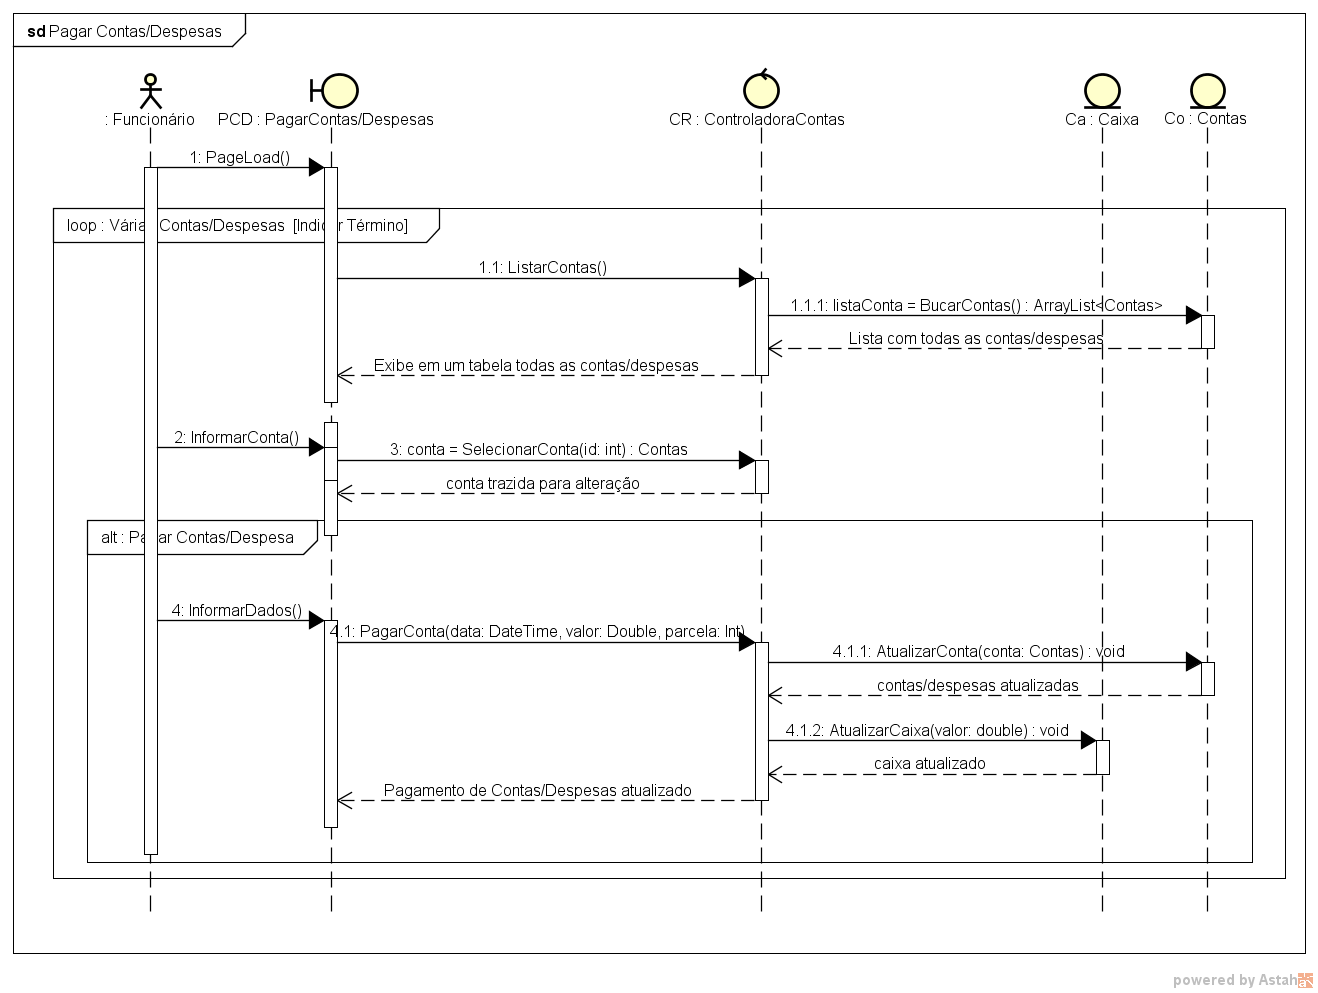 sd Pagar Contas/Despesas
: Funcionário
PCD : PagarContas/Despesas
CR : ControladoraContas
Ca : Caixa
Co : Contas
1: PageLoad()
loop : Várias Contas/Despesas [Indicar Término]
1.1: ListarContas()
1.1.1: listaConta = BucarContas() : ArrayList<Contas>
Lista com todas as contas/despesas
Exibe em um tabela todas as contas/despesas
2: InformarConta()
3: conta = SelecionarConta(id: int) : Contas
conta trazida para alteração
alt : Pagar Contas/Despesa
4: InformarDados()
4.1: PagarConta(data: DateTime, valor: Double, parcela: Int)
4.1.1: AtualizarConta(conta: Contas) : void
contas/despesas atualizadas
4.1.2: AtualizarCaixa(valor: double) : void
caixa atualizado
Pagamento de Contas/Despesas atualizado
powered by Astah